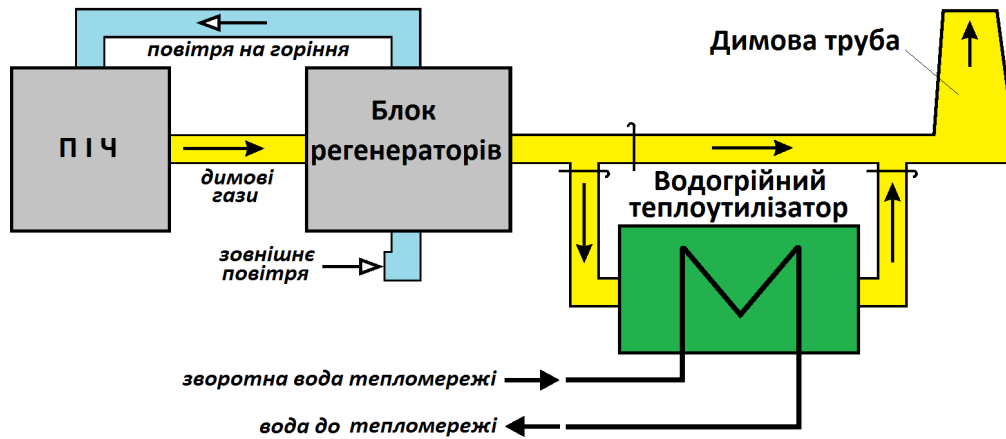 повітря на горіння
Димова труба
П І Ч
Блок
регенераторів
димові
гази
Водогрійний
теплоутилізатор
зовнішнє
повітря
зворотна вода тепломережі
вода до тепломережі